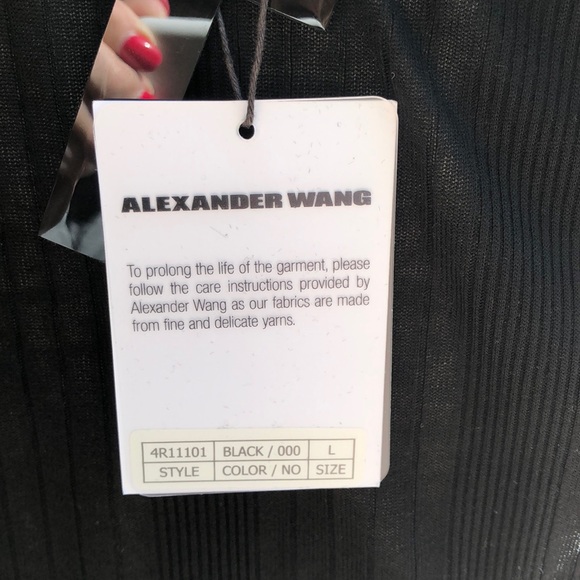 ALEXANDER WANG
To prolong the life of the garment, please
follow the care instructions provided by
Alexander Wang as our fabrics are made
from fine and delicate yarns.
4R11101 BLACK / 000 L
STYLE COLOR / NO SIZE